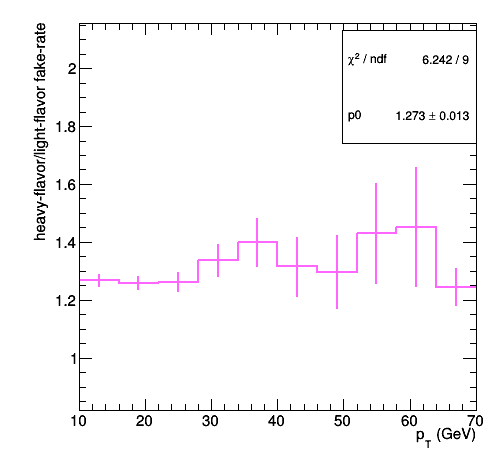 heavy-flavor/light-flavor fake-rate
χ² / ndf 6.242 / 9
p0 1.273 ± 0.013
2
1.8
1.6
1.4
1.2
1
10 20 30 40 50 60 70
p_T (GeV)